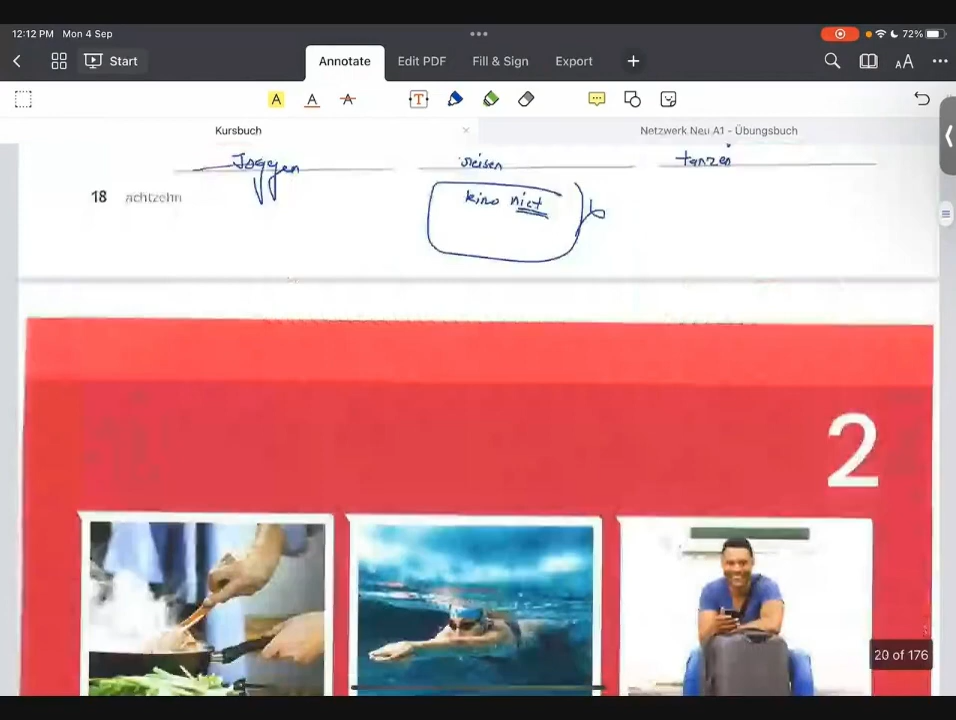 12:12 PM Mon 4 Sep
72%
Start
Annotate
Edit PDF
Fill & Sign
Export
A A A T
AA
Kursbuch
Netzwerk Neu A1 - Übungsbuch
Joggen
reisen
tanzen
18 achtzehn
kino nict
2
20 of 176